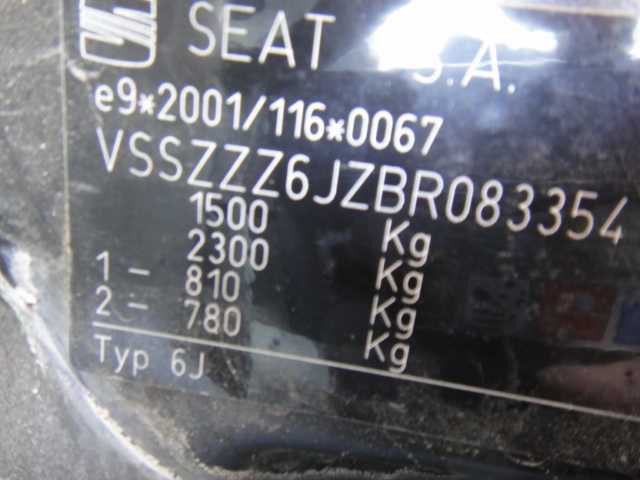 SEAT S.A.
e9*2001/116*0067
VSSZZZ6JZBR083354
1500 Kg
2300 Kg
1 - 810 Kg
2 - 780 Kg
Typ 6J